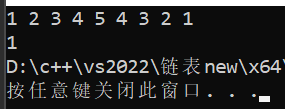 1 2 3 4 5 4 3 2 1
1
D:\c++\vs2022\链表new\x64\
按任意键关闭此窗口. . .